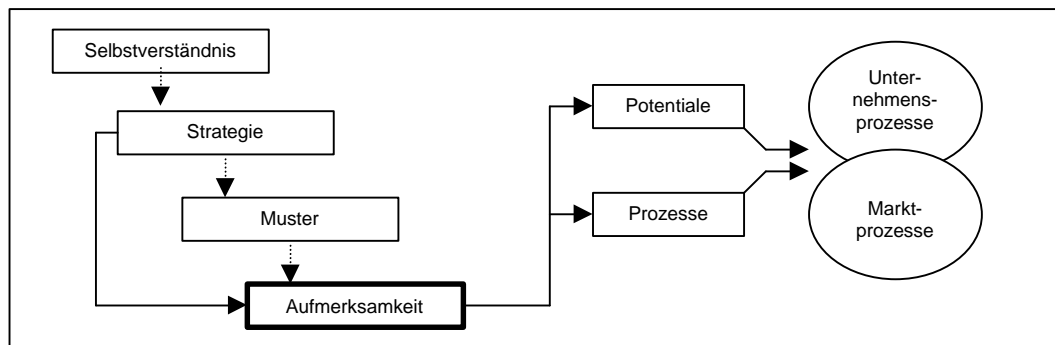 Selbstverständnis
Strategie
Muster
Aufmerksamkeit
Potentiale
Prozesse
Unter-
nehmens-
prozesse
Markt-
prozesse